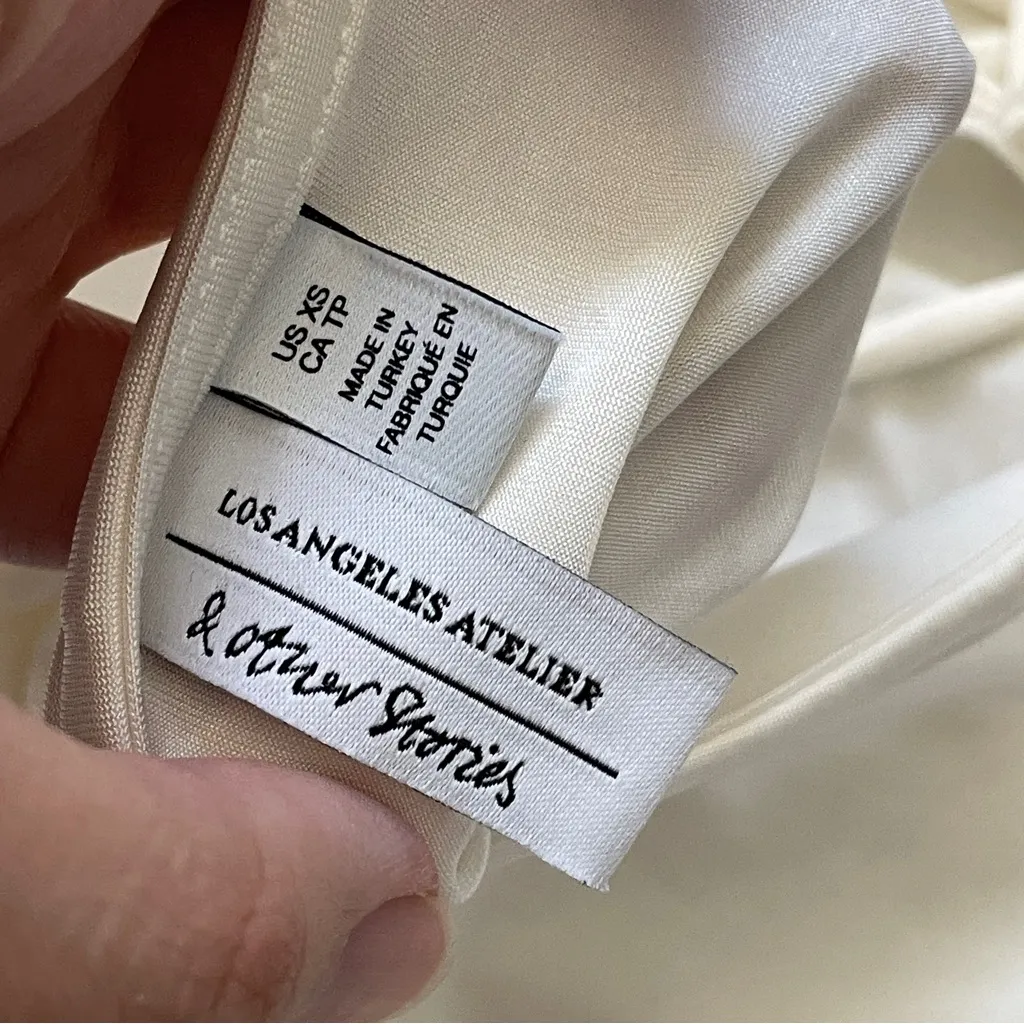 US XS
CA TP
MADE IN
TURKEY
FABRIQUÉ EN
TURQUIE
LOS ANGELES ATELIER
& other Stories